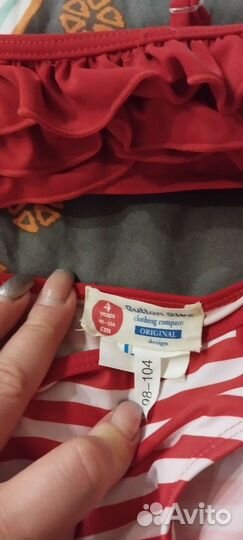 4
years
98-104
cm
Button Blue
clothing company
ORIGINAL
design
98-104
Avito